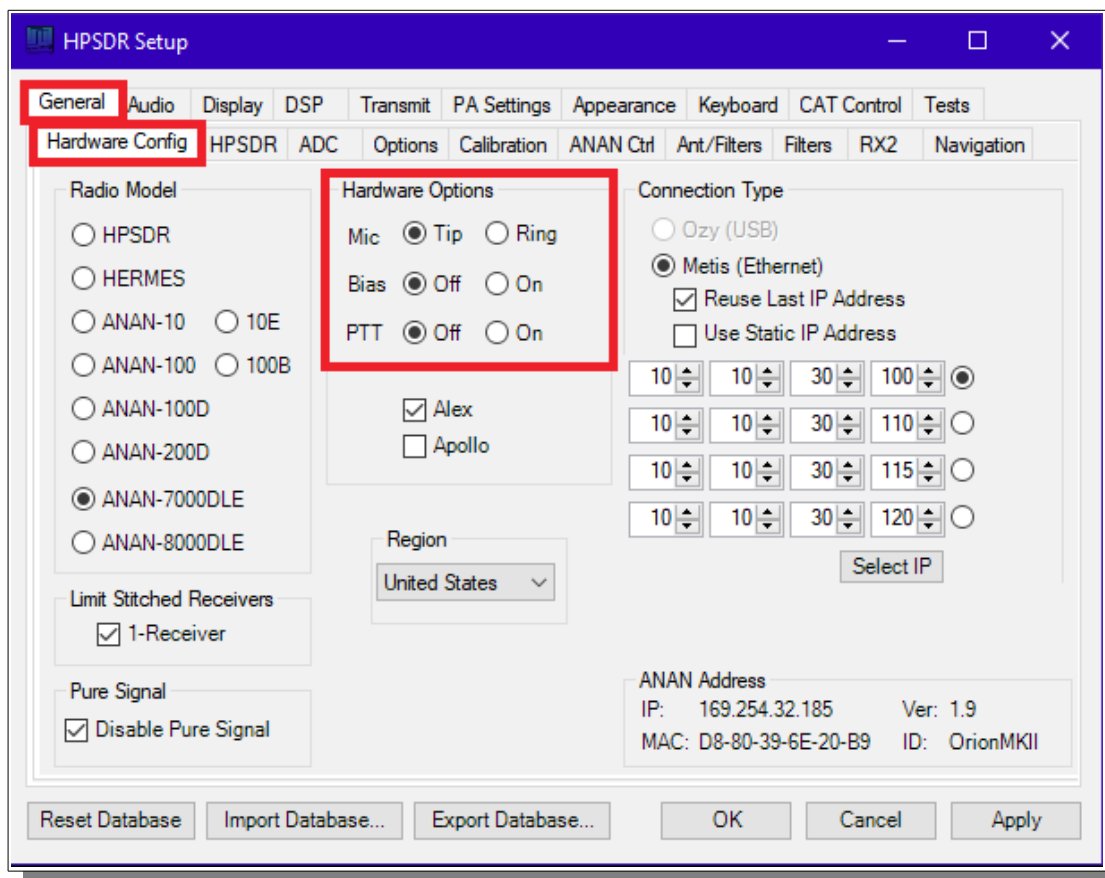 HPSDR Setup
General Audio Display DSP Transmit PA Settings Appearance Keyboard CAT Control Tests
Hardware Config HPSDR ADC Options Calibration ANAN Ctrl Ant/Filters Filters RX2 Navigation
Radio Model
HPSDR
HERMES
ANAN-10 10E
ANAN-100 100B
ANAN-100D
ANAN-200D
ANAN-7000DLE
ANAN-8000DLE
Limit Stitched Receivers
1-Receiver
Pure Signal
Disable Pure Signal
Hardware Options
Mic Tip Ring
Bias Off On
PTT Off On
Alex
Apollo
Region
United States
Connection Type
Ozy (USB)
Metis (Ethernet)
Reuse Last IP Address
Use Static IP Address
10 10 30 100
10 10 30 110
10 10 30 115
10 10 30 120
Select IP
ANAN Address
IP: 169.254.32.185 Ver: 1.9
MAC: D8-80-39-6E-20-B9 ID: OrionMKII
Reset Database Import Database... Export Database... OK Cancel Apply